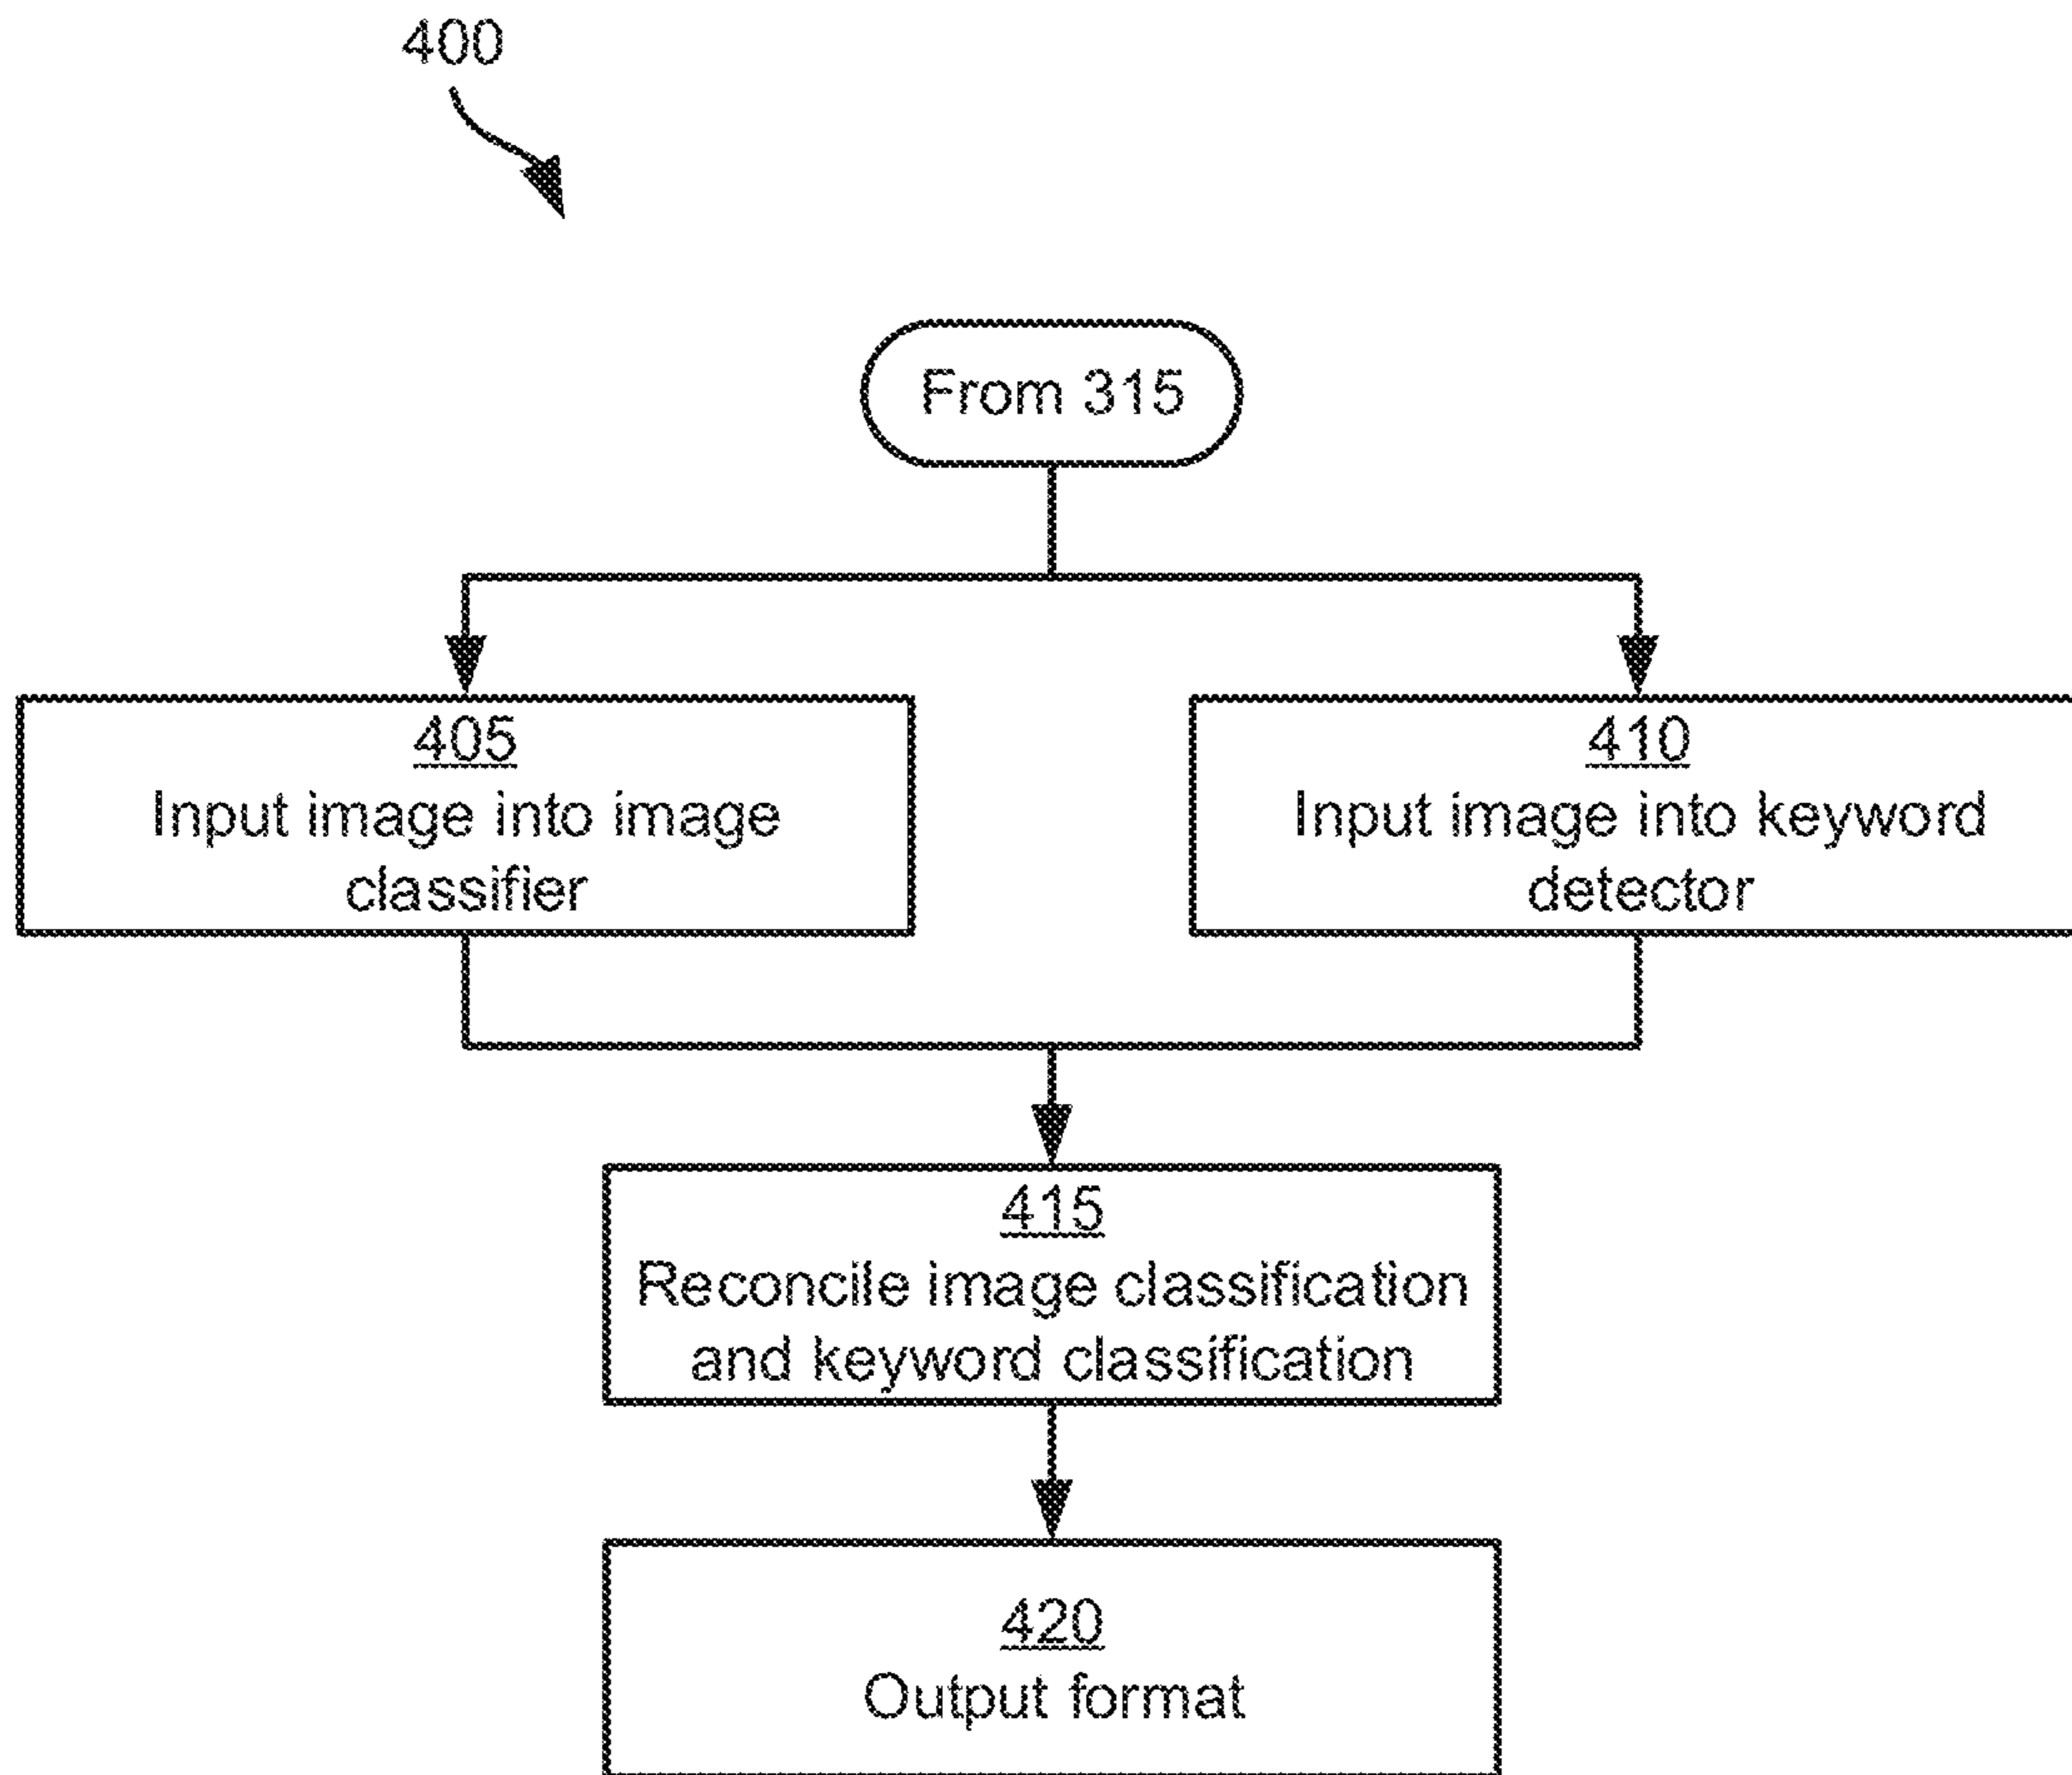 400
From 315
405
Input image into image
classifier
410
Input image into keyword
detector
415
Reconcile image classification
and keyword classification
420
Output format